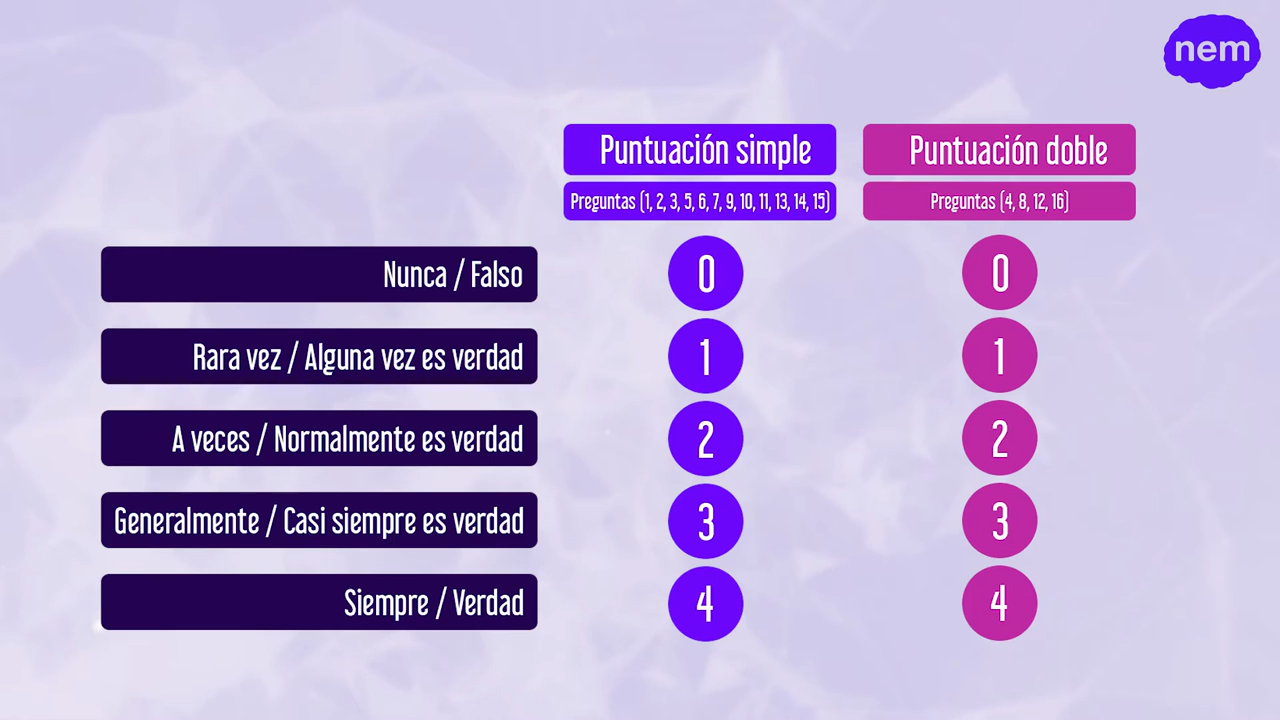 nem
Puntuación simple
Puntuación doble
Preguntas (1, 2, 3, 5, 6, 7, 9, 10, 11, 13, 14, 15)
Preguntas (4, 8, 12, 16)
Nunca / Falso
0
0
Rara vez / Alguna vez es verdad
1
1
A veces / Normalmente es verdad
2
2
Generalmente / Casi siempre es verdad
3
3
Siempre / Verdad
4
4